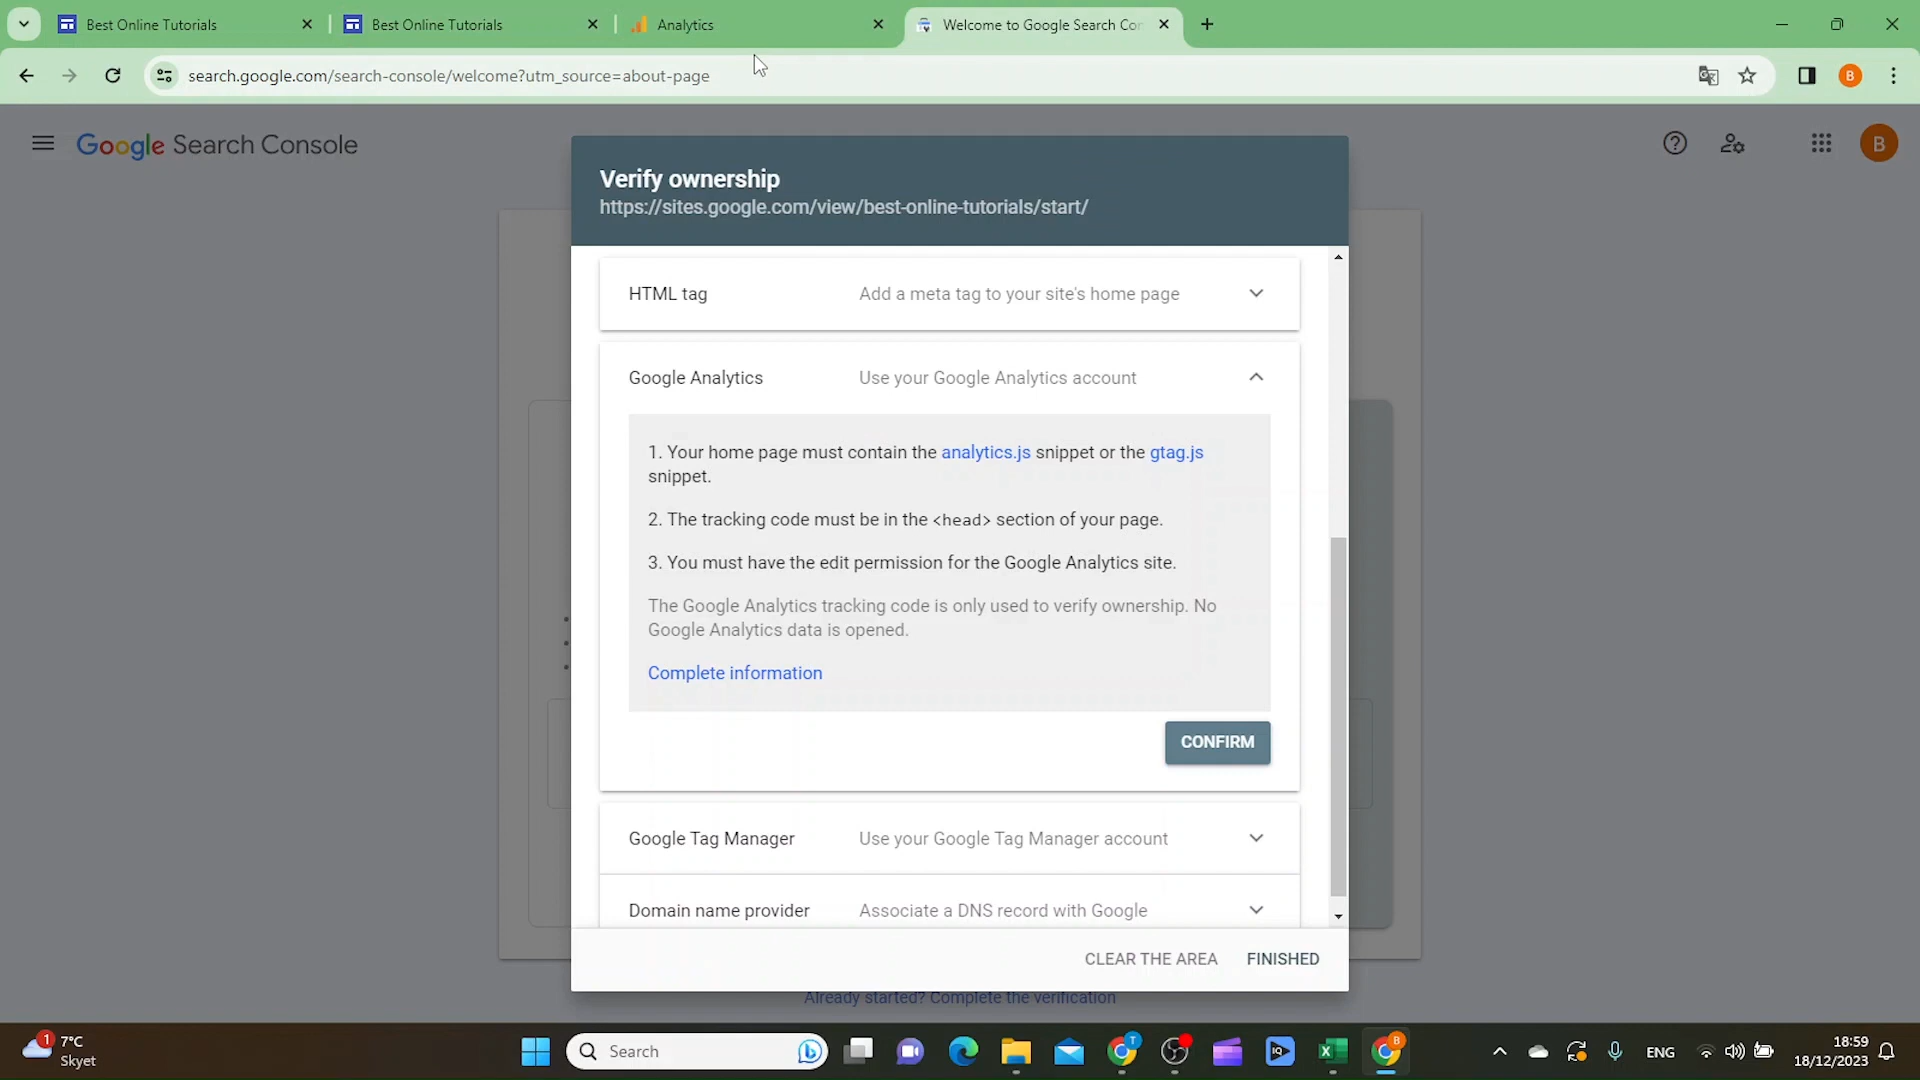 Best Online Tutorials
Best Online Tutorials
Analytics
Welcome to Google Search Con
search.google.com/search-console/welcome?utm_source=about-page
B
Google Search Console
B
Verify ownership
https://sites.google.com/view/best-online-tutorials/start/
HTML tag Add a meta tag to your site's home page
Google Analytics Use your Google Analytics account
1. Your home page must contain the analytics.js snippet or the gtag.js
snippet.
2. The tracking code must be in the <head> section of your page.
3. You must have the edit permission for the Google Analytics site.
The Google Analytics tracking code is only used to verify ownership. No
Google Analytics data is opened.
Complete information
CONFIRM
Google Tag Manager Use your Google Tag Manager account
Domain name provider Associate a DNS record with Google
CLEAR THE AREA FINISHED
Already started? Complete the verification
1
7°C
Skyet
Search
T
B
IQ
ENG
18:59
18/12/2023